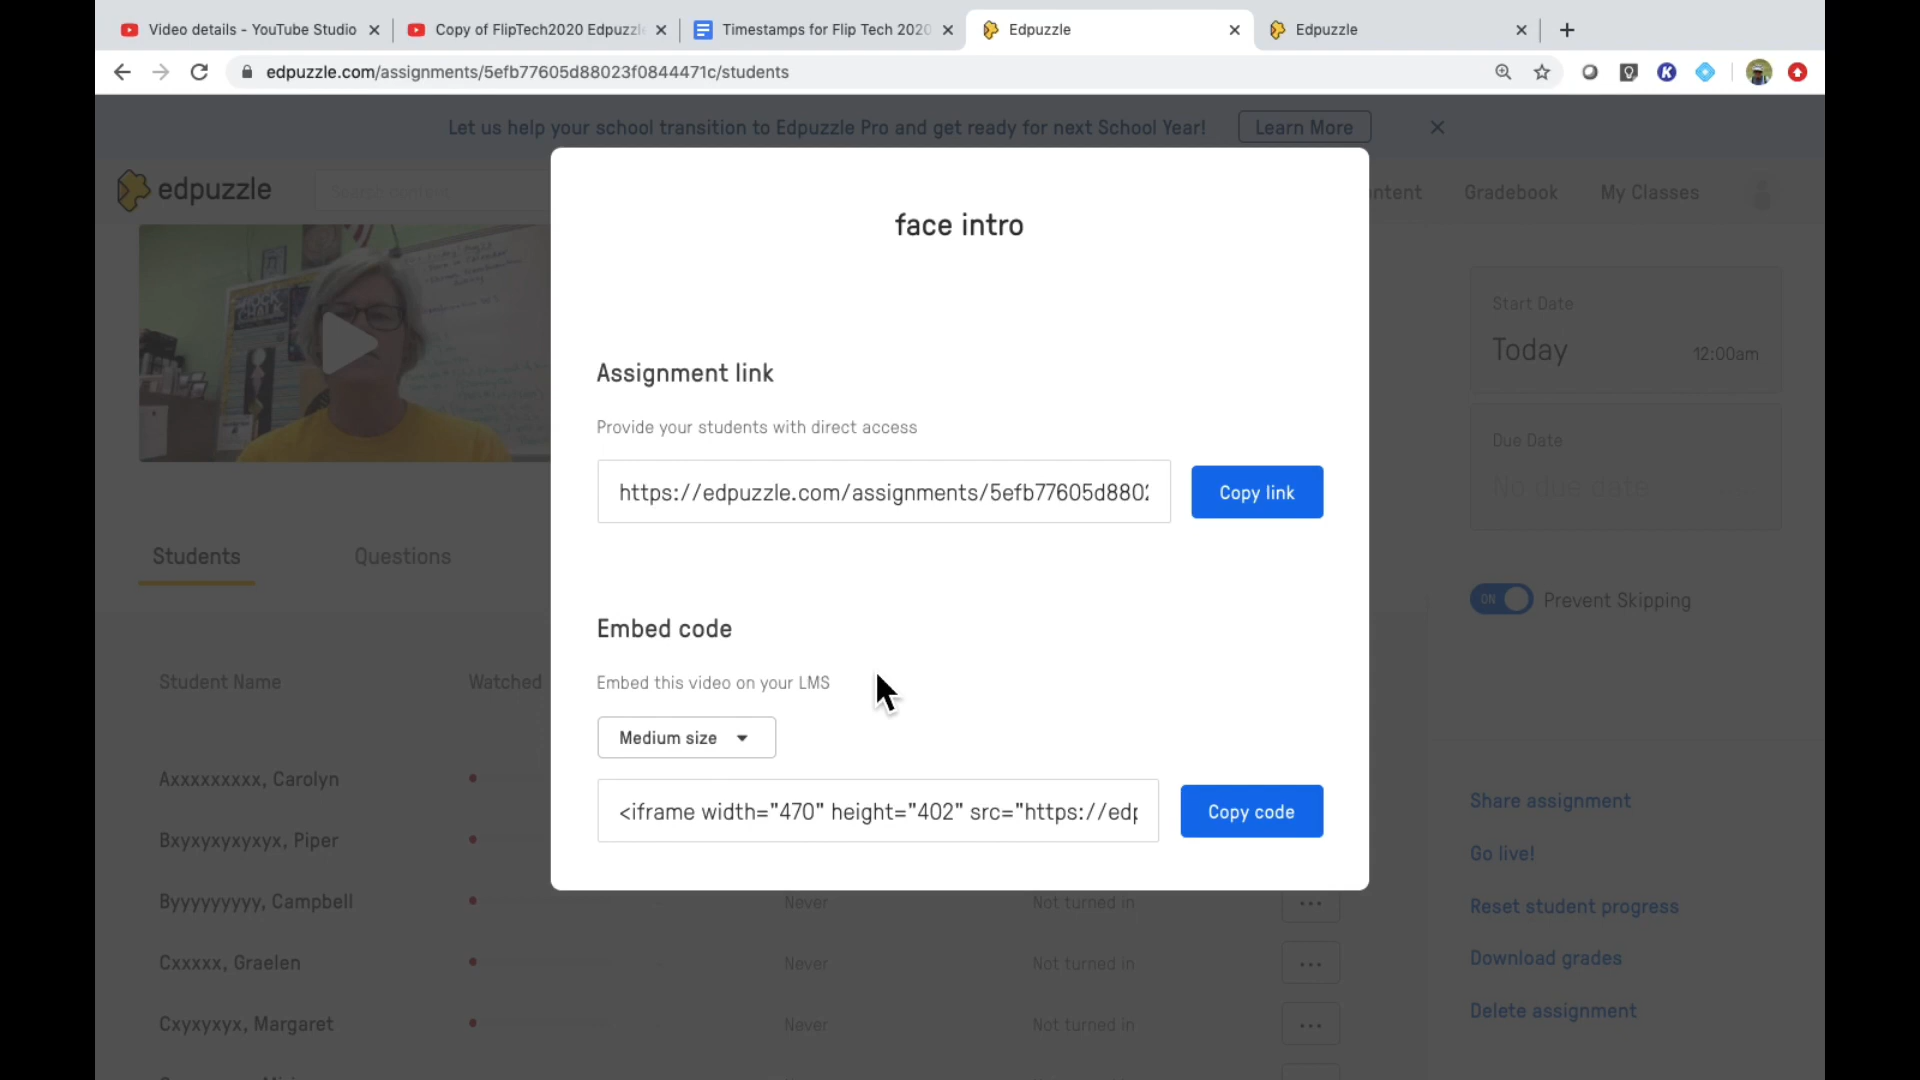 Video details - YouTube Studio
Copy of FlipTech2020 Edpuzzle
Timestamps for Flip Tech 2020
Edpuzzle
Edpuzzle
edpuzzle.com/assignments/5efb77605d88023f0844471c/students
Let us help your school transition to Edpuzzle Pro and get ready for next School Year!
Learn More
edpuzzle
Search content
ntent
Gradebook
My Classes
face intro
Start Date
Today
12:00am
Assignment link
Provide your students with direct access
https://edpuzzle.com/assignments/5efb77605d880
Copy link
Due Date
No due date
Students
Questions
ON
Prevent Skipping
Embed code
Embed this video on your LMS
Medium size
<iframe width="470" height="402" src="https://edp
Copy code
Student Name
Watched
Axxxxxxxxx, Carolyn
Bxyxyxyxyxyx, Piper
Byyyyyyyyy, Campbell
Never
Not turned in
Cxxxxx, Graelen
Never
Not turned in
Cxyxyxyx, Margaret
Never
Not turned in
Share assignment
Go live!
Reset student progress
Download grades
Delete assignment